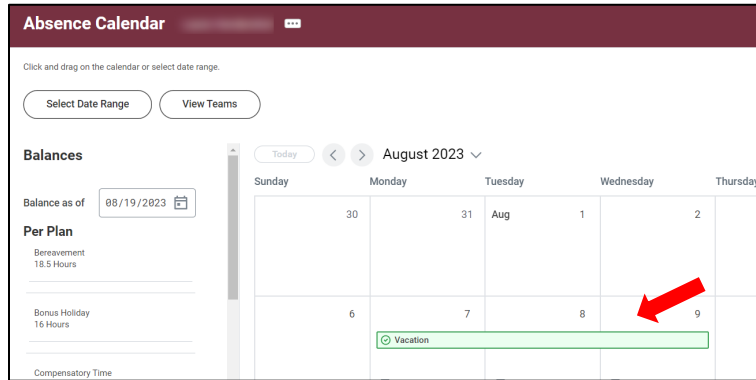 Absence Calendar
Click and drag on the calendar or select date range.
Select Date Range View Teams
Balances
Today August 2023
Sunday Monday Tuesday Wednesday Thursday
Balance as of 08/19/2023
30 31 Aug 1 2
Per Plan
Bereavement
18.5 Hours
Bonus Holiday
16 Hours
6 7 8 9
Vacation
Compensatory Time